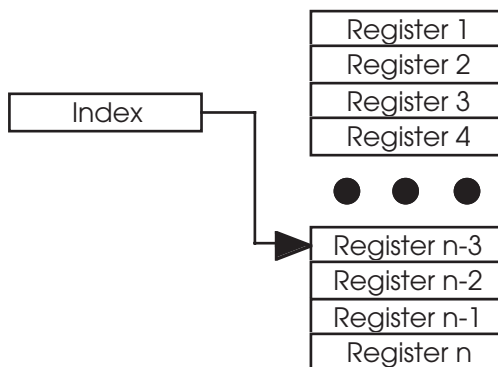 Register 1
Register 2
Register 3
Index
Register 4
Register n-3
Register n-2
Register n-1
Register n